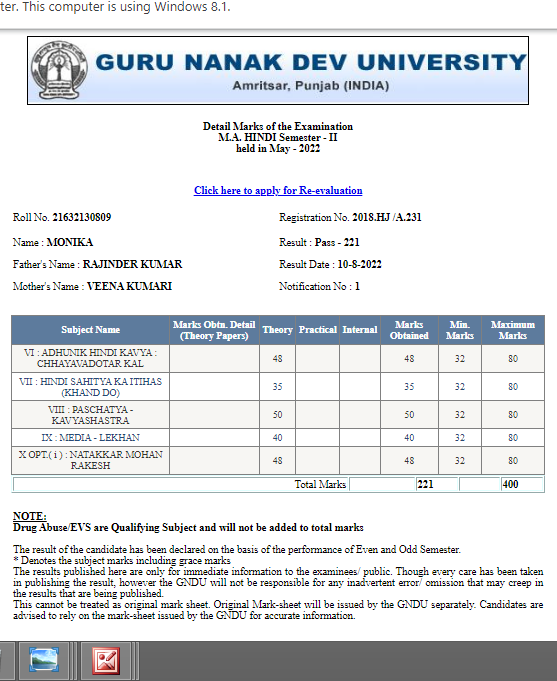 ter. This computer is using Windows 8.1.
GURU NANAK DEV UNIVERSITY
Amritsar, Punjab (INDIA)
Detail Marks of the Examination
M.A. HINDI Semester - II
held in May - 2022
Click here to apply for Re-evaluation
Roll No. 21632130809 Registration No. 2018.HJ /A.231
Name : MONIKA Result : Pass - 221
Father's Name : RAJINDER KUMAR Result Date : 10-8-2022
Mother's Name : VEENA KUMARI Notification No : 1
Subject Name Marks Obtn. Detail (Theory Papers) Theory Practical Internal Marks Obtained Min. Marks Maximum Marks
VI : ADHUNIK HINDI KAVYA : CHHAYAVADOTAR KAL 48 48 32 80
VII : HINDI SAHITYA KA ITIHAS (KHAND DO) 35 35 32 80
VIII : PASCHATYA - KAVYASHASTRA 50 50 32 80
IX : MEDIA - LEKHAN 40 40 32 80
X OPT.( i ) : NATAKKAR MOHAN RAKESH 48 48 32 80
Total Marks 221 400
NOTE:
Drug Abuse/EVS are Qualifying Subject and will not be added to total marks
The result of the candidate has been declared on the basis of the performance of Even and Odd Semester.
* Denotes the subject marks including grace marks
The results published here are only for immediate information to the examinees/ public. Though every care has been taken
in publishing the result, however the GNDU will not be responsible for any inadvertent error/ omission that may creep in
the results that are being published.
This cannot be treated as original mark sheet. Original Mark-sheet will be issued by the GNDU separately. Candidates are
advised to rely on the mark-sheet issued by the GNDU for accurate information.